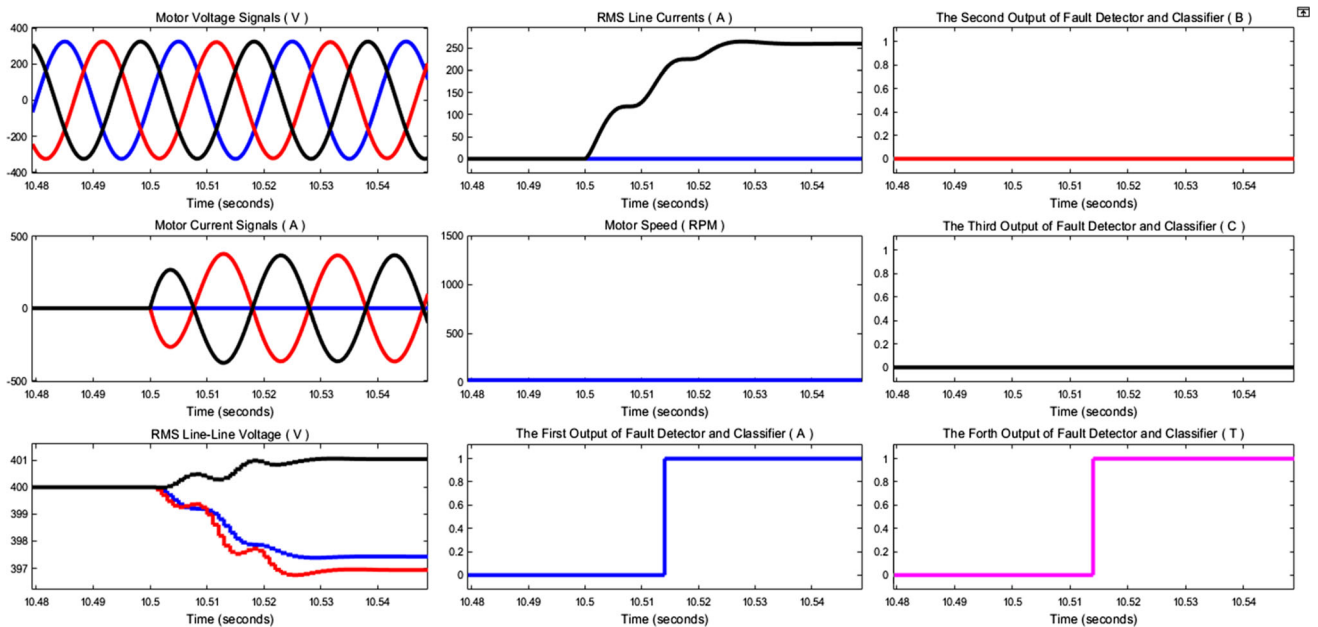 Motor Voltage Signals ( V )
400
200
0
-200
-400
10.48 10.49 10.5 10.51 10.52 10.53 10.54
Time (seconds)
RMS Line Currents ( A )
250
200
150
100
50
0
10.48 10.49 10.5 10.51 10.52 10.53 10.54
Time (seconds)
The Second Output of Fault Detector and Classifier ( B )
1
0.8
0.6
0.4
0.2
0
10.48 10.49 10.5 10.51 10.52 10.53 10.54
Time (seconds)
Motor Current Signals ( A )
500
0
-500
10.48 10.49 10.5 10.51 10.52 10.53 10.54
Time (seconds)
Motor Speed ( RPM )
1500
1000
500
0
10.48 10.49 10.5 10.51 10.52 10.53 10.54
Time (seconds)
The Third Output of Fault Detector and Classifier ( C )
1
0.8
0.6
0.4
0.2
0
10.48 10.49 10.5 10.51 10.52 10.53 10.54
Time (seconds)
RMS Line-Line Voltage ( V )
401
400
399
398
397
10.48 10.49 10.5 10.51 10.52 10.53 10.54
Time (seconds)
The First Output of Fault Detector and Classifier ( A )
1
0.8
0.6
0.4
0.2
0
10.48 10.49 10.5 10.51 10.52 10.53 10.54
Time (seconds)
The Forth Output of Fault Detector and Classifier ( T )
1
0.8
0.6
0.4
0.2
0
10.48 10.49 10.5 10.51 10.52 10.53 10.54
Time (seconds)